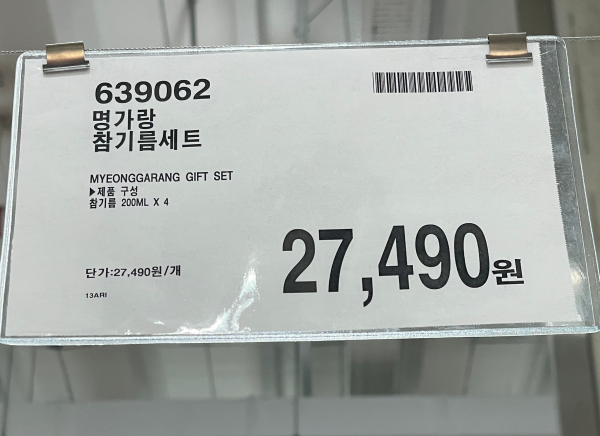 639062
명가랑
참기름세트
MYEONGGARANG GIFT SET
▶제품 구성
참기름 200ML X 4
27,490원
단가:27,490원/개
13ARI